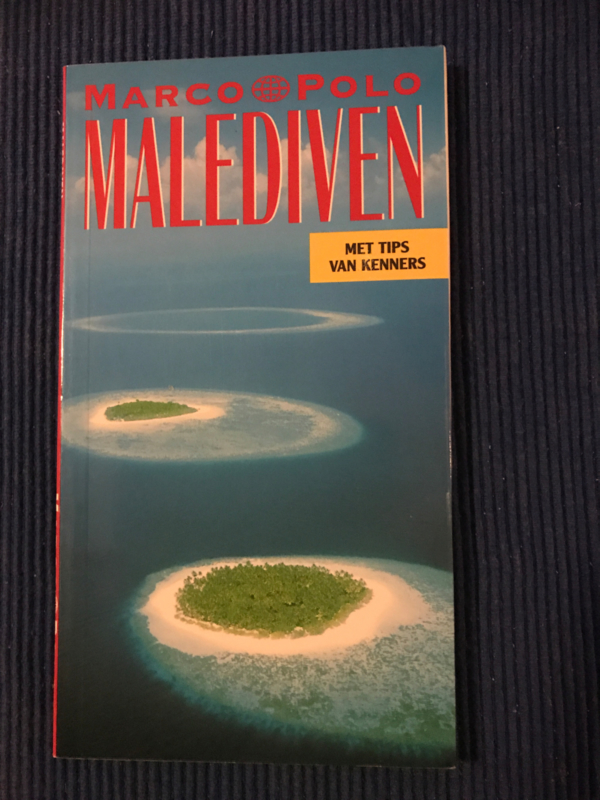 MARCO POLO
MALEDIVEN
MET TIPS
VAN KENNERS